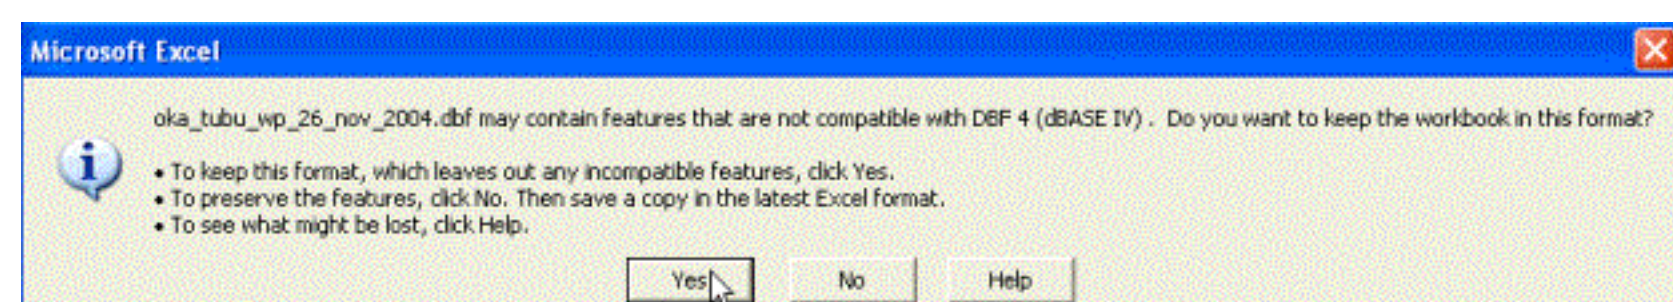 Microsoft Excel
oka_tubu_wp_26_nov_2004.dbf may contain features that are not compatible with DBF 4 (dBASE IV) . Do you want to keep the workbook in this format?
• To keep this format, which leaves out any incompatible features, click Yes.
• To preserve the features, click No. Then save a copy in the latest Excel format.
• To see what might be lost, click Help.
Yes No Help